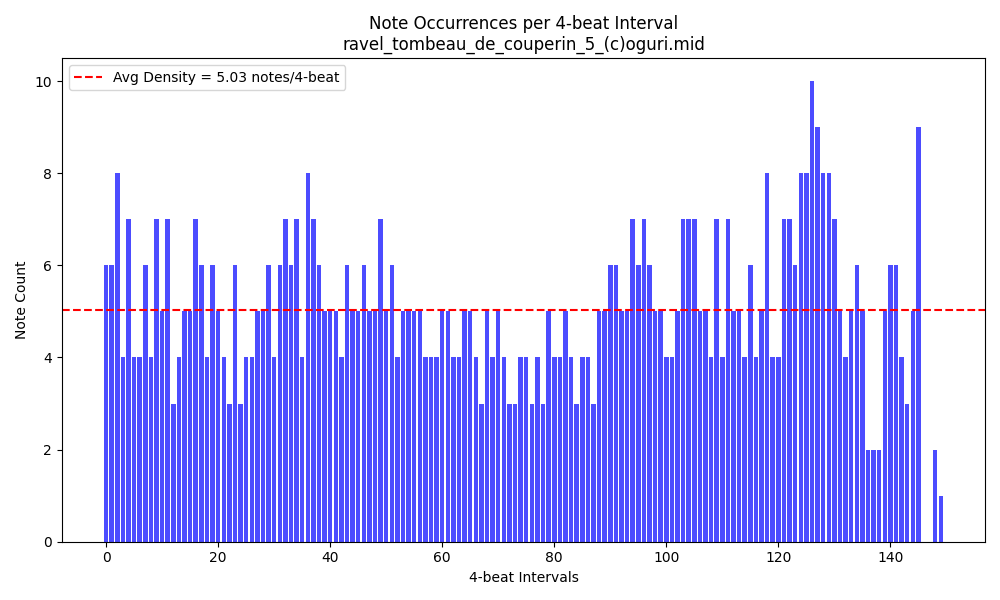 Note Occurrences per 4-beat Interval
ravel_tombeau_de_couperin_5_(c)oguri.mid
Avg Density = 5.03 notes/4-beat
Note Count
10
8
6
4
2
0
0 20 40 60 80 100 120 140
4-beat Intervals